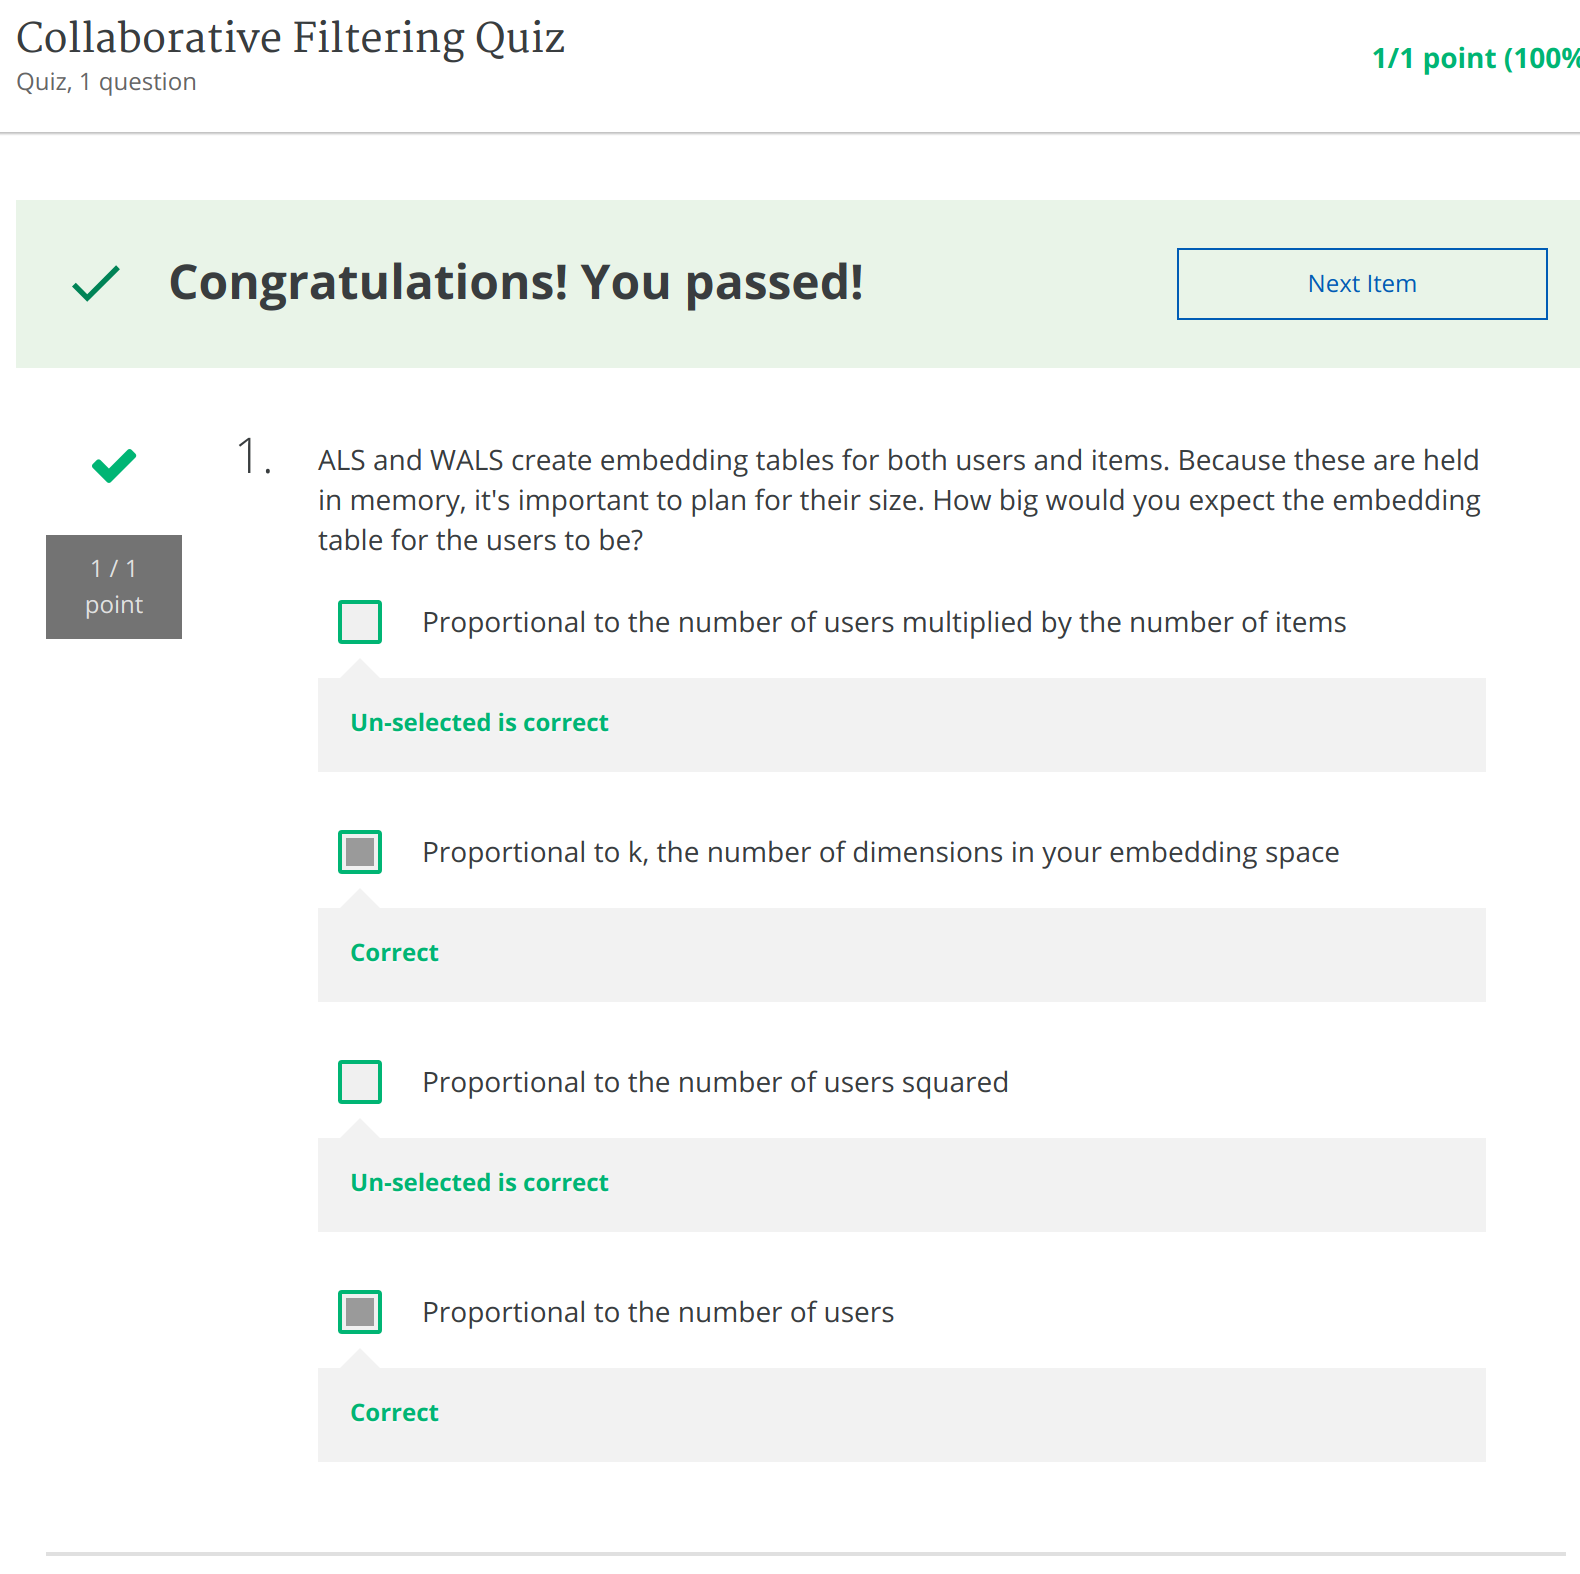 Collaborative Filtering Quiz
Quiz, 1 question
1/1 point (100%
Congratulations! You passed!
Next Item
1 / 1
point
1.
ALS and WALS create embedding tables for both users and items. Because these are held
in memory, it's important to plan for their size. How big would you expect the embedding
table for the users to be?
Proportional to the number of users multiplied by the number of items
Un-selected is correct
Proportional to k, the number of dimensions in your embedding space
Correct
Proportional to the number of users squared
Un-selected is correct
Proportional to the number of users
Correct